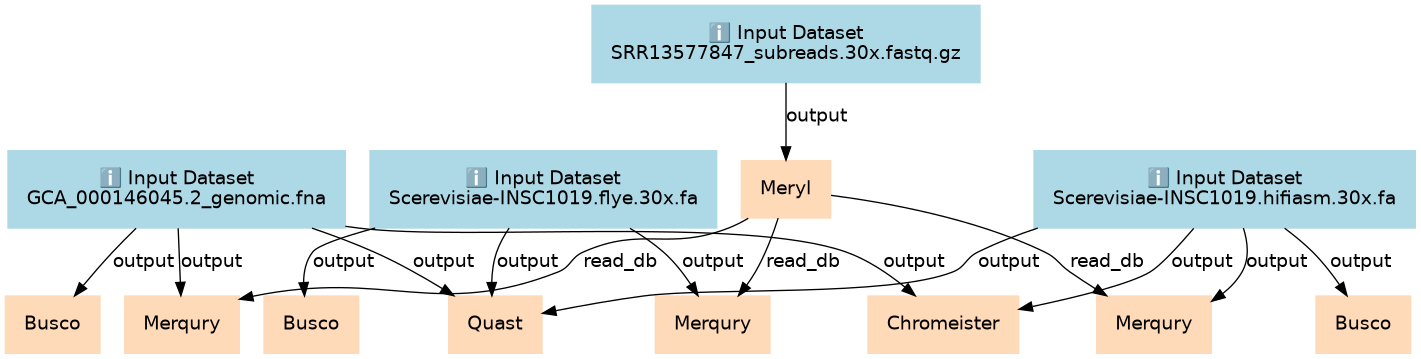 ℹ️ Input Dataset
SRR13577847_subreads.30x.fastq.gz
output
ℹ️ Input Dataset
GCA_000146045.2_genomic.fna
ℹ️ Input Dataset
Scerevisiae-INSC1019.flye.30x.fa
Meryl
ℹ️ Input Dataset
Scerevisiae-INSC1019.hifiasm.30x.fa
output
output
output
output
output
read_db
output
read_db
output
output
read_db
output
output
output
Busco
Merqury
Busco
Quast
Merqury
Chromeister
Merqury
Busco